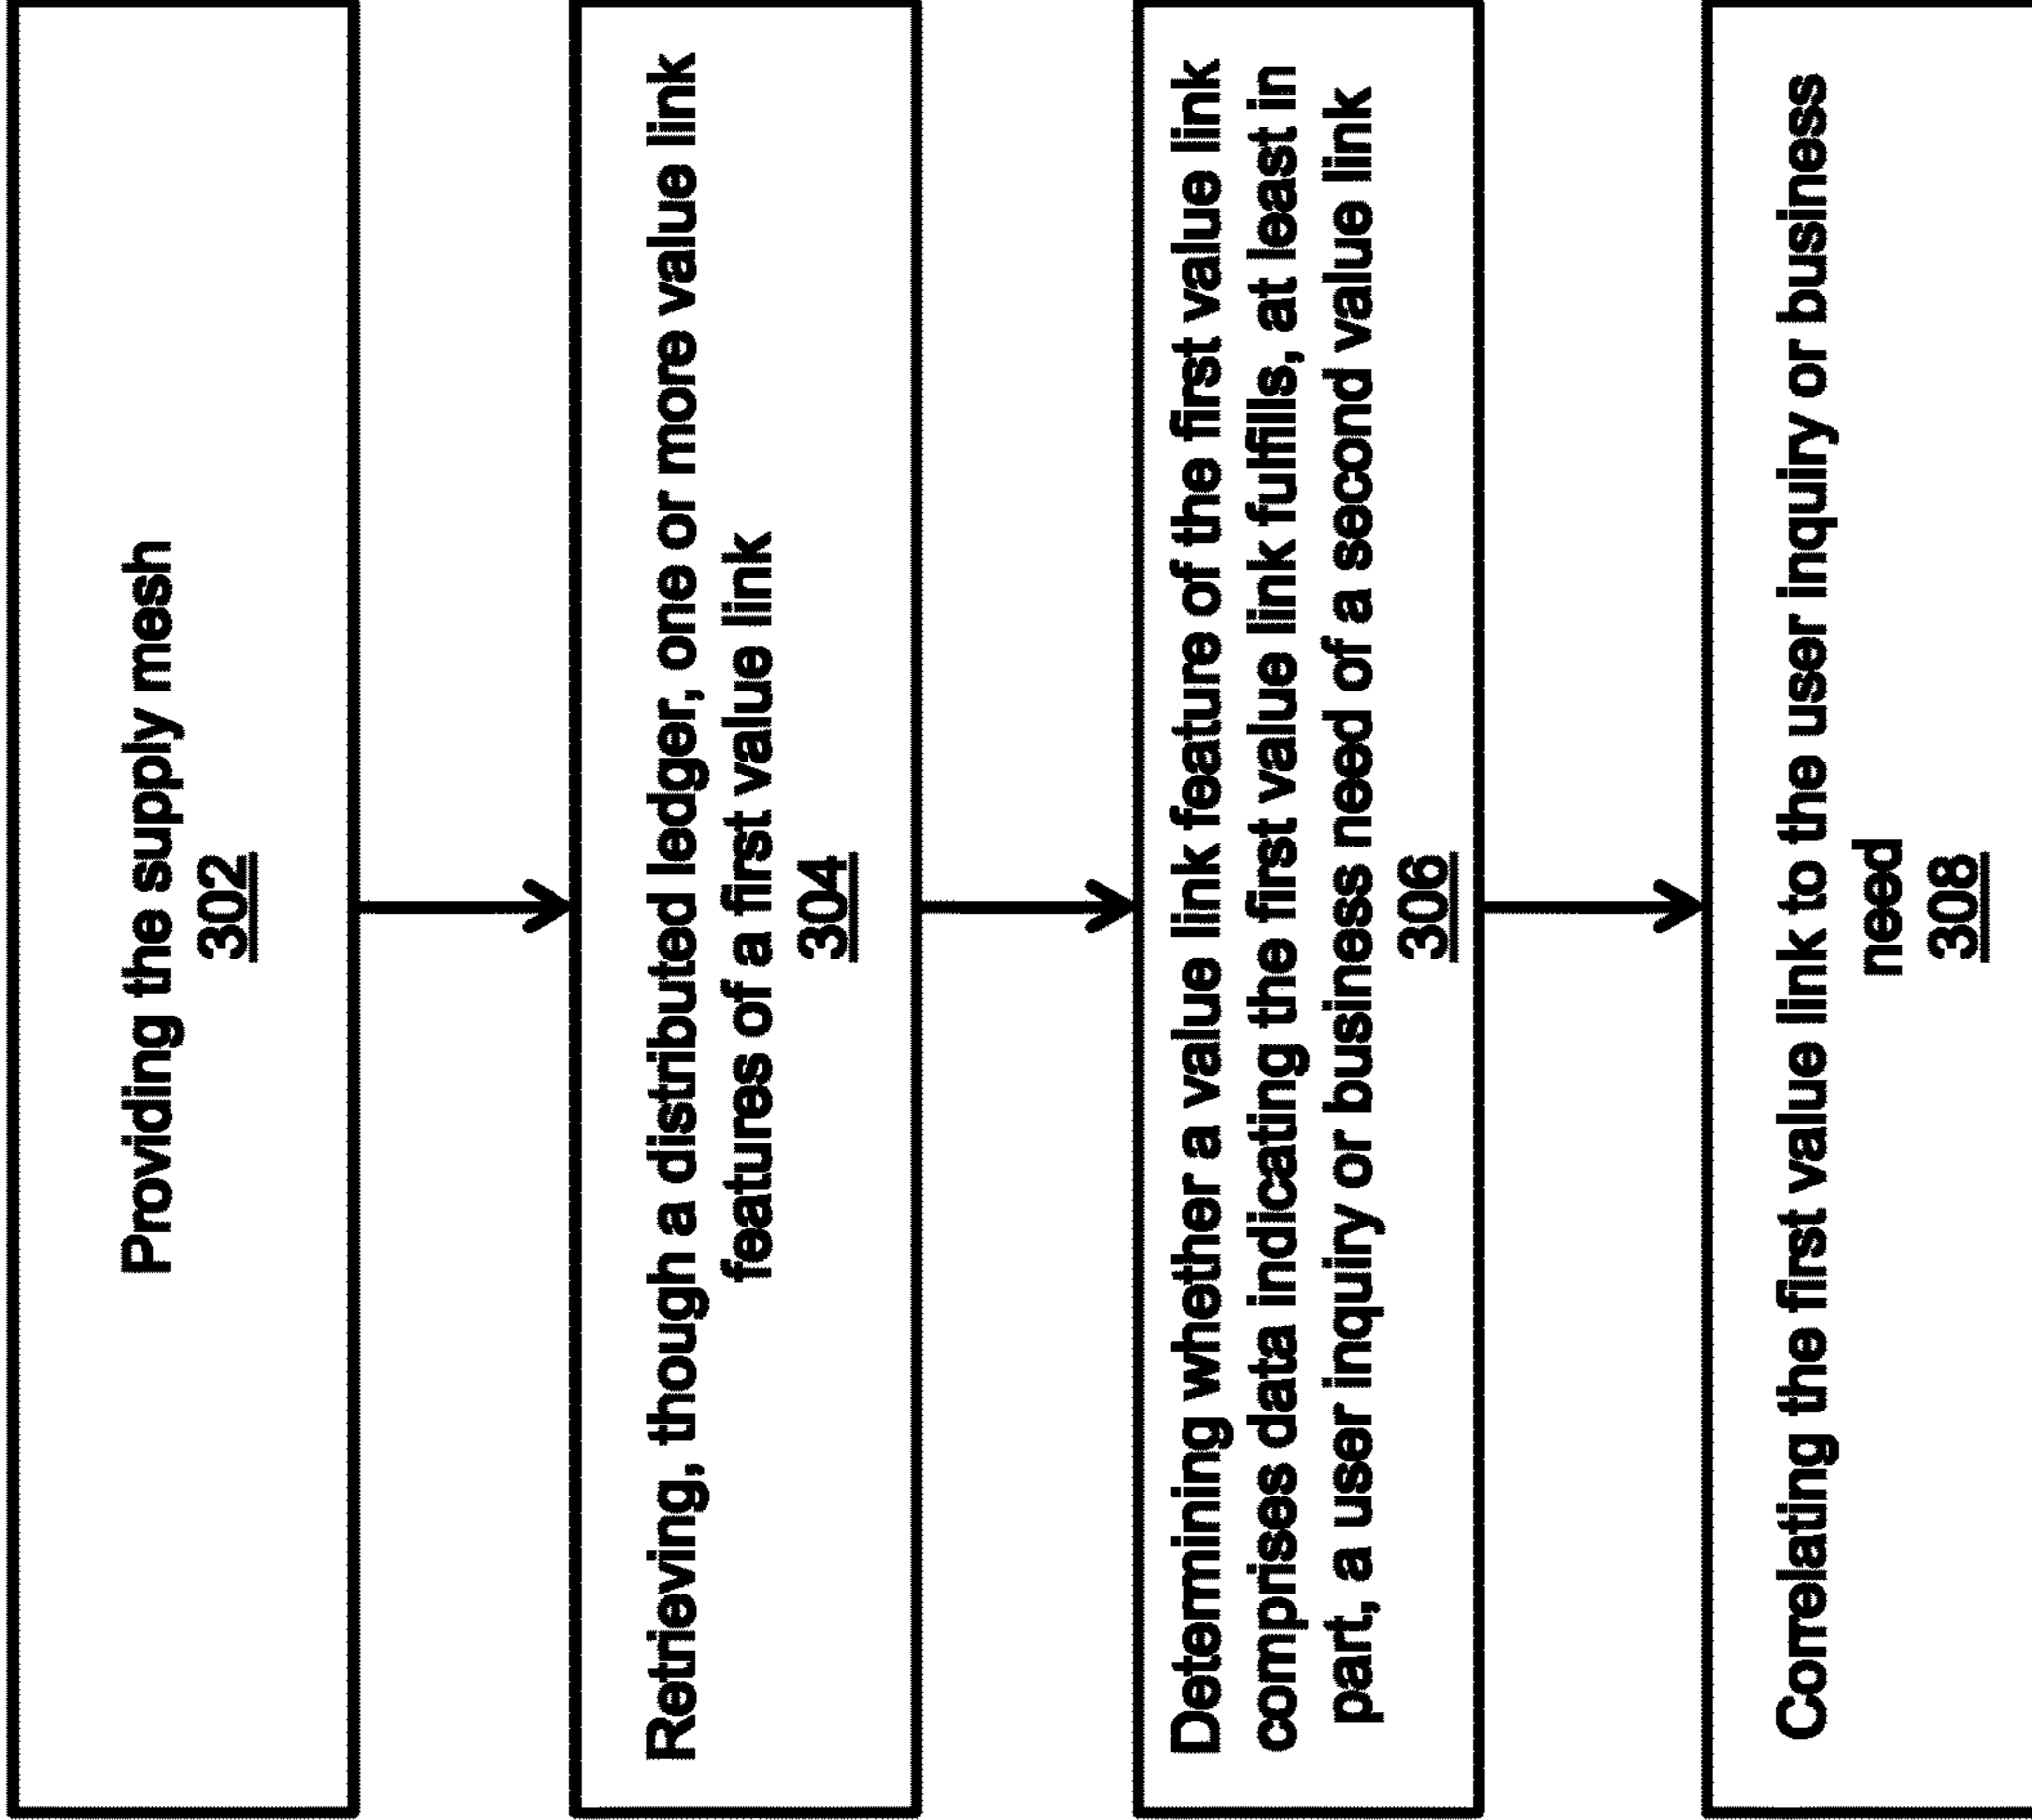 Providing the supply mesh
302
Retrieving, though a distributed ledger, one or more value link
features of a first value link
304
Determining whether a value link feature of the first value link
comprises data indicating the first value link fulfills, at least in
part, a user inquiry or business need of a second value link
306
Correlating the first value link to the user inquiry or business
need
308